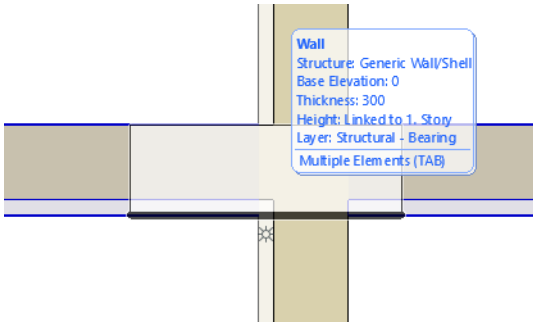 Wall
Structure: Generic Wall/Shell
Base Elevation: 0
Thickness: 300
Height: Linked to 1. Story
Layer: Structural - Bearing
Multiple Elements (TAB)